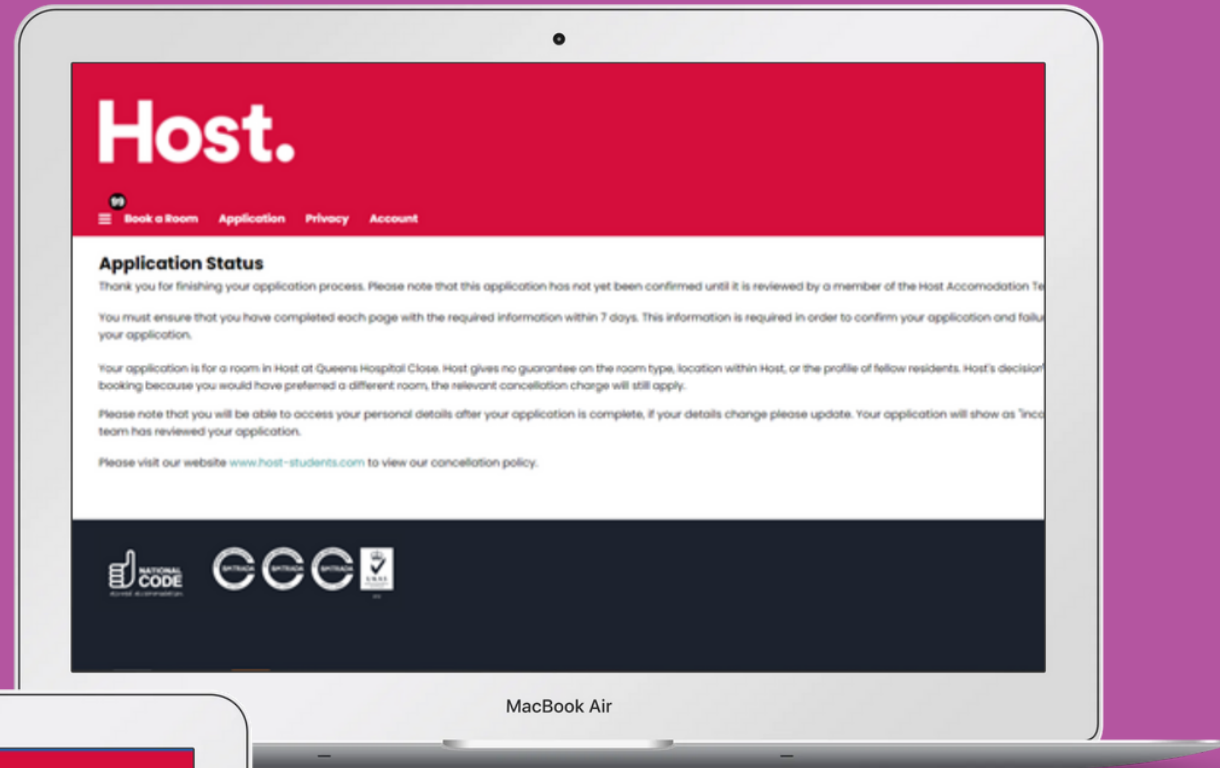 Host.
99
Book a Room Application Privacy Account
Application Status
Thank you for finishing your application process. Please note that this application has not yet been confirmed until it is reviewed by a member of the Host Accomodation Te
You must ensure that you have completed each page with the required information within 7 days. This information is required in order to confirm your application and failu
your application.
Your application is for a room in Host at Queens Hospital Close. Host gives no guarantee on the room type, location within Host, or the profile of fellow residents. Host's decision
booking because you would have preferred a different room, the relevant cancellation charge will still apply.
Please note that you will be able to access your personal details after your application is complete, if your details change please update. Your application will show as "inco
team has reviewed your application.
Please visit our website www.host-students.com to view our cancellation policy.
NATIONAL
CODE
BMTRADA BMTRADA BMTRADA
UKAS
MacBook Air